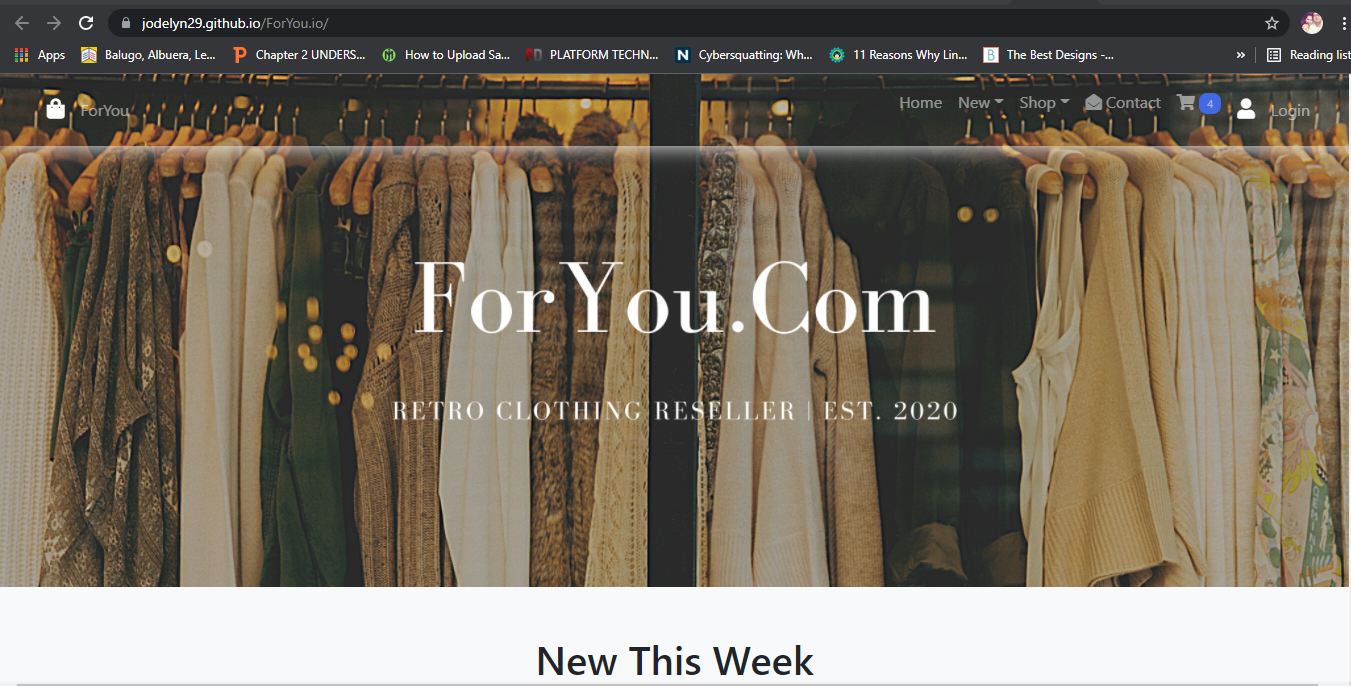 jodelyn29.github.io/ForYou.io/
Apps Balugo, Albuera, Le... Chapter 2 UNDERS... How to Upload Sa... PLATFORM TECHN... Cybersquatting: Wh... 11 Reasons Why Lin... The Best Designs -... » Reading list
ForYou Home New Shop Contact 4 Login
ForYou.Com
RETRO CLOTHING RESELLER | EST. 2020
New This Week